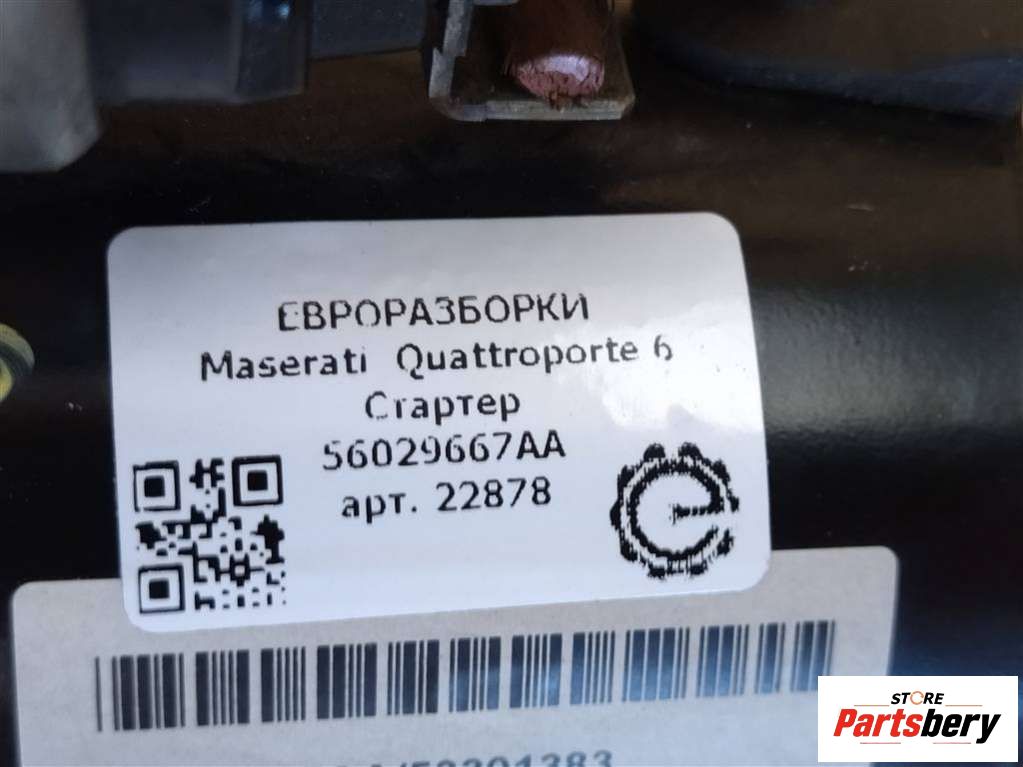 ЕВРОРАЗБОРКИ
Maserati Quattroporte 6
Стартер
56029667AA
арт. 22878
STORE
Partsbery